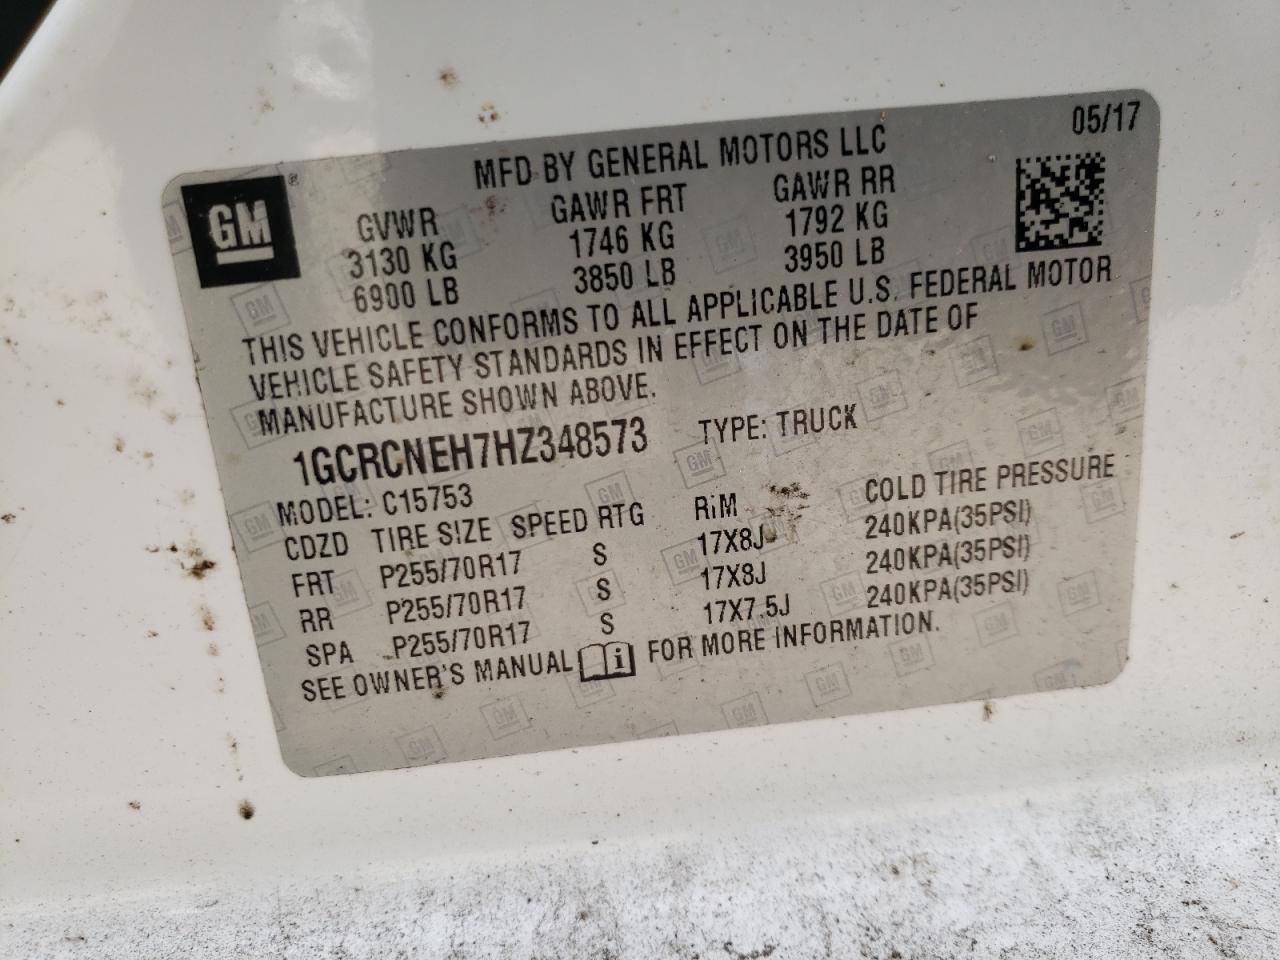 05/17
MFD BY GENERAL MOTORS LLC
GM®
GVWR GAWR FRT GAWR RR
3130 KG 1746 KG 1792 KG
6900 LB 3850 LB 3950 LB
THIS VEHICLE CONFORMS TO ALL APPLICABLE U.S. FEDERAL MOTOR
VEHICLE SAFETY STANDARDS IN EFFECT ON THE DATE OF
MANUFACTURE SHOWN ABOVE.
1GCRCNEH7HZ348573 TYPE: TRUCK
MODEL: C15753
CDZD TIRE SIZE SPEED RTG RIM COLD TIRE PRESSURE
FRT P255/70R17 S 17X8J 240KPA(35PSI)
RR P255/70R17 S 17X8J 240KPA(35PSI)
SPA P255/70R17 S 17X7.5J 240KPA(35PSI)
SEE OWNER'S MANUAL i FOR MORE INFORMATION.